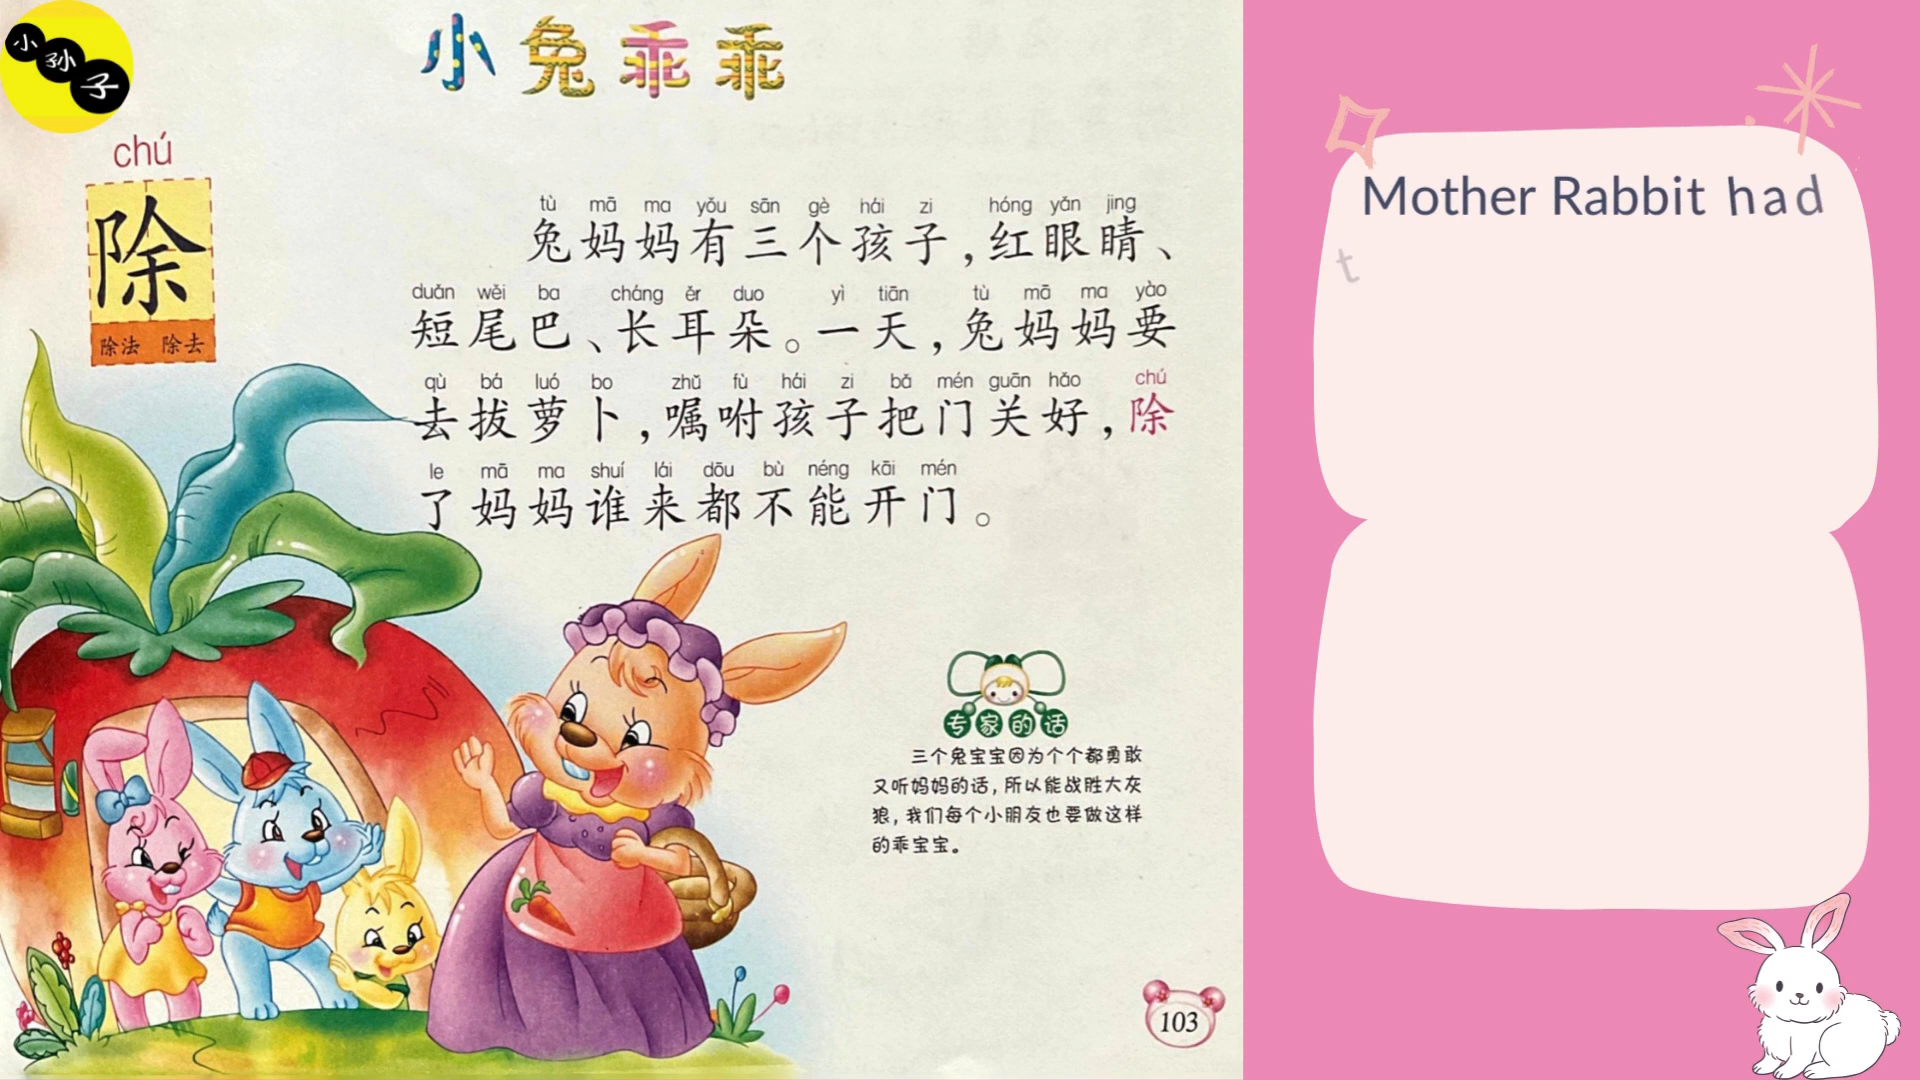 小孙子
小兔乖乖
chú
除
除法 除去
tù mā ma yǒu sān gè hái zi hóng yǎn jing
兔妈妈有三个孩子，红眼睛、
duǎn wěi ba cháng ěr duo yì tiān tù mā ma yào
短尾巴、长耳朵。一天，兔妈妈要
qù bá luó bo zhǔ fù hái zi bǎ mén guān hǎo chú
去拔萝卜，嘱咐孩子把门关好，除
le mā ma shuí lái dōu bù néng kāi mén
了妈妈谁来都不能开门。
专家的话
三个兔宝宝因为个个都勇敢
又听妈妈的话，所以能战胜大灰
狼，我们每个小朋友也要做这样
的乖宝宝。
103
Mother Rabbit had
t